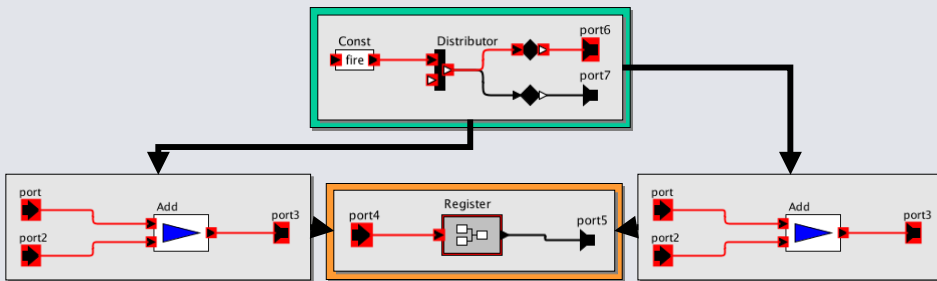 port6
Const
Distributor
fire
port7
port
Add
port3
port2
port4
Register
port5
port
Add
port3
port2